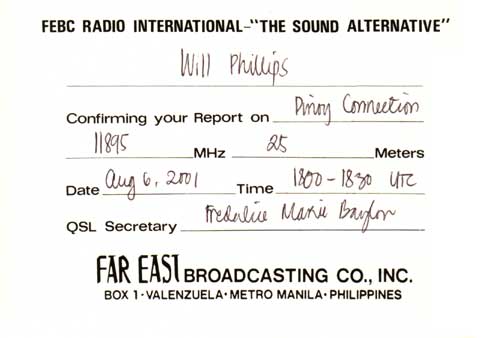 FEBC RADIO INTERNATIONAL-"THE SOUND ALTERNATIVE"
Will Phillips
Confirming your Report on Pinoy Connection
11895 MHz 25 Meters
Date Aug 6, 2001 Time 1800-1830 UTC
QSL Secretary Marie Baylon
FAR EAST BROADCASTING CO., INC.
BOX 1·VALENZUELA·METRO MANILA·PHILIPPINES